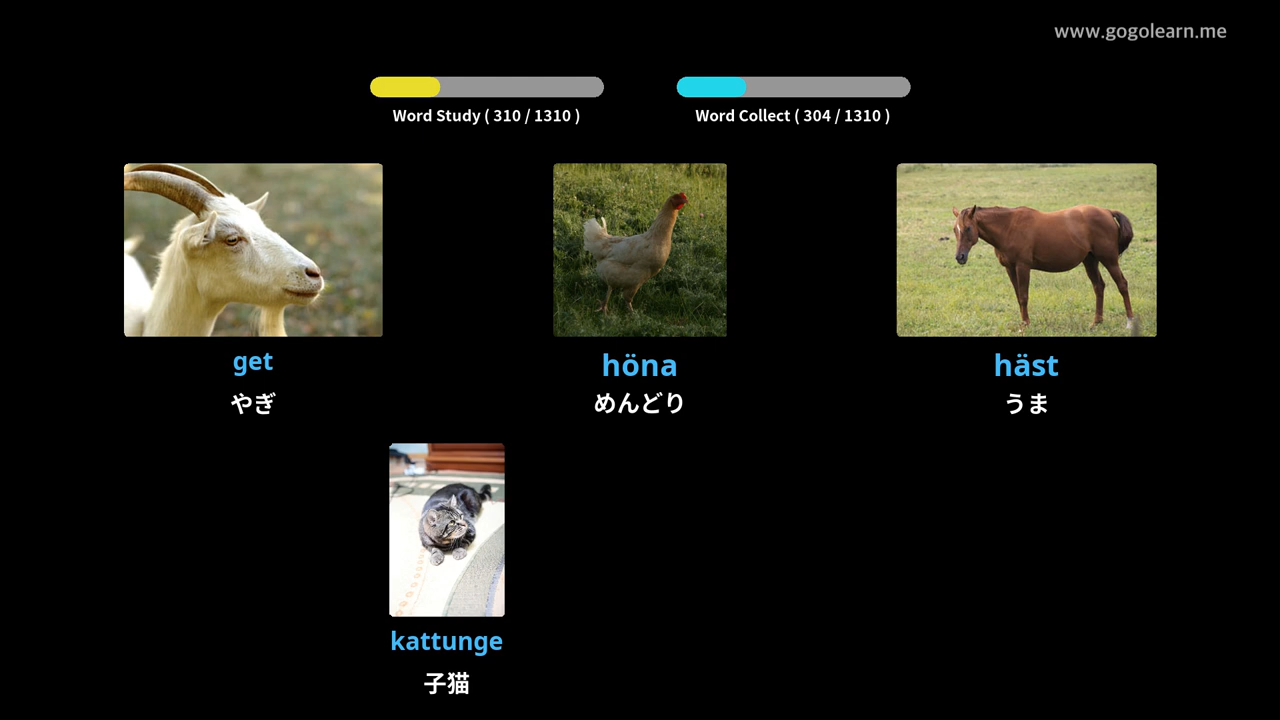 www.gogolearn.me
Word Study ( 310 / 1310 )
Word Collect ( 304 / 1310 )
get
やぎ
höna
めんどり
häst
うま
kattunge
子猫